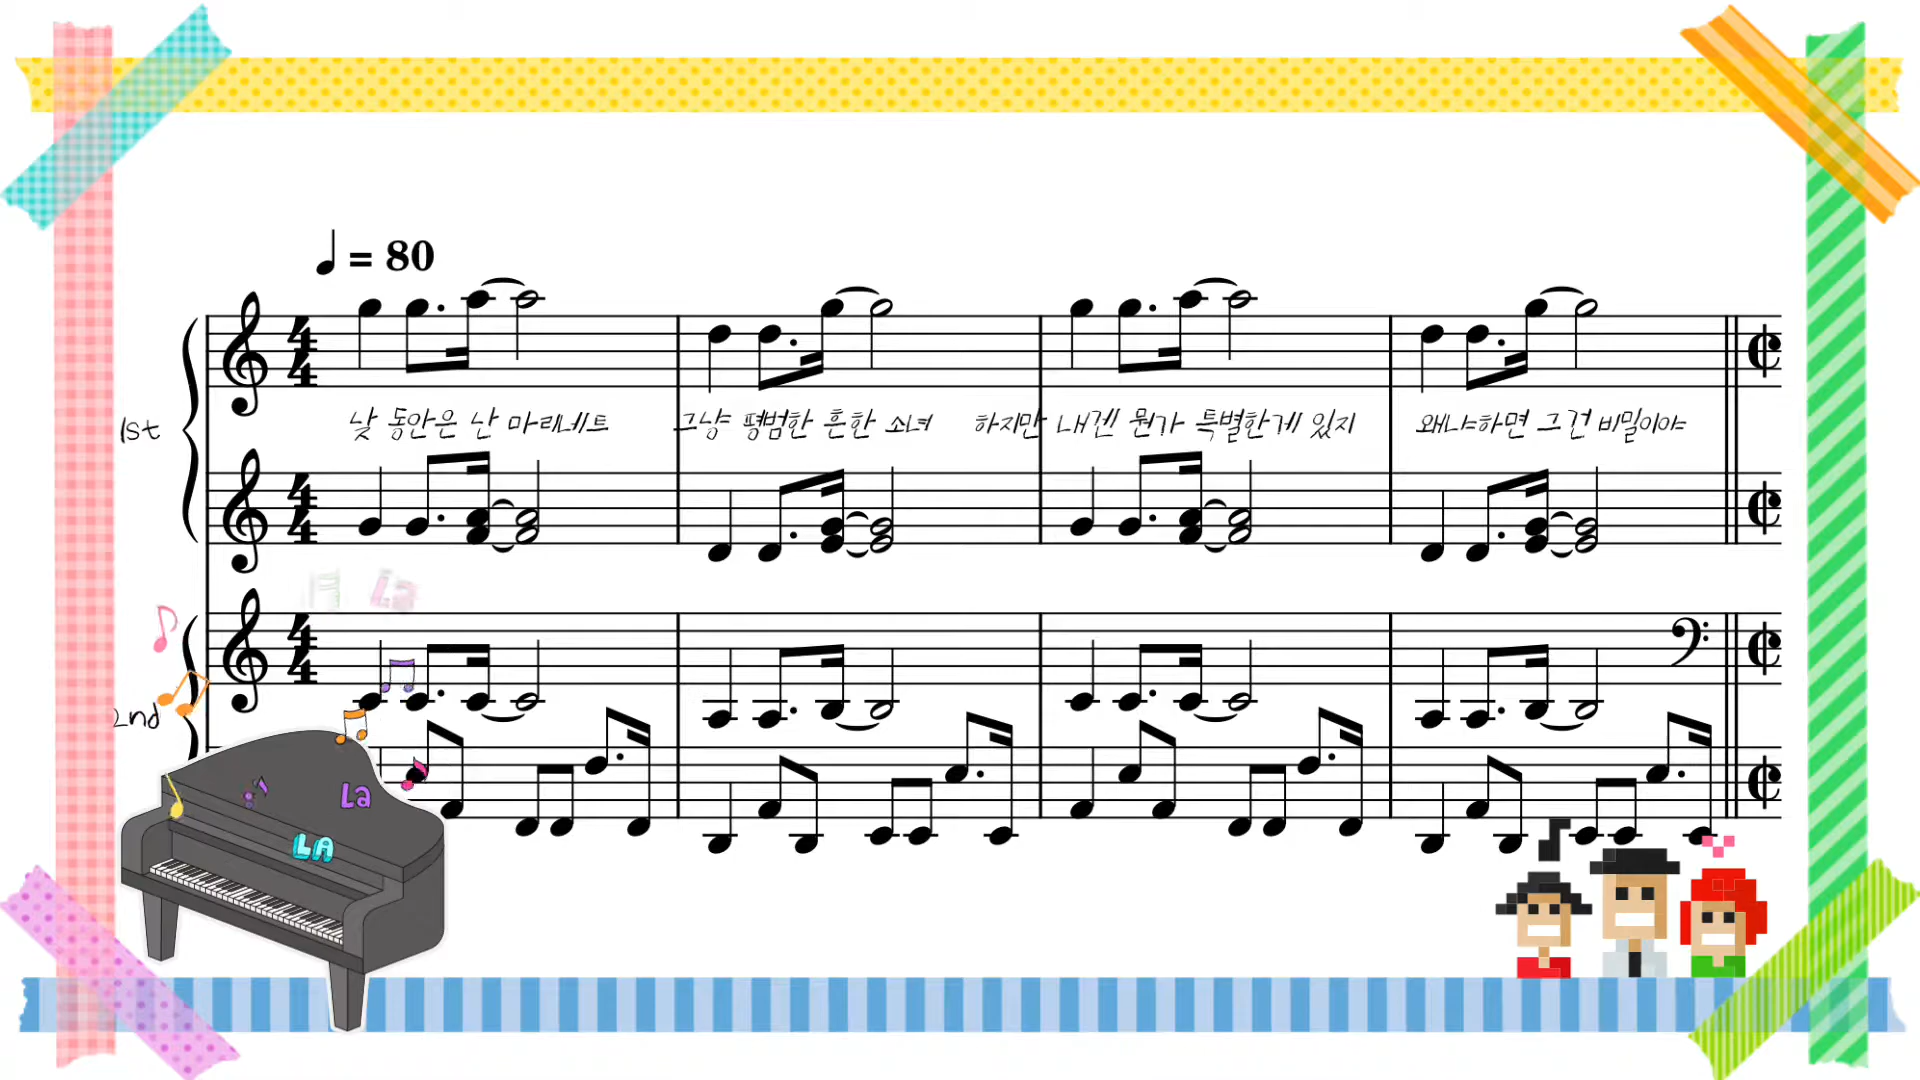 = 80
낮 동안은 난 마리네트 그냥 평범한 흔한 소녀 하지만 내겐 뭔가 특별한게 있지 왜냐하면 그건 비밀이야
1st
La
2nd
La
LA